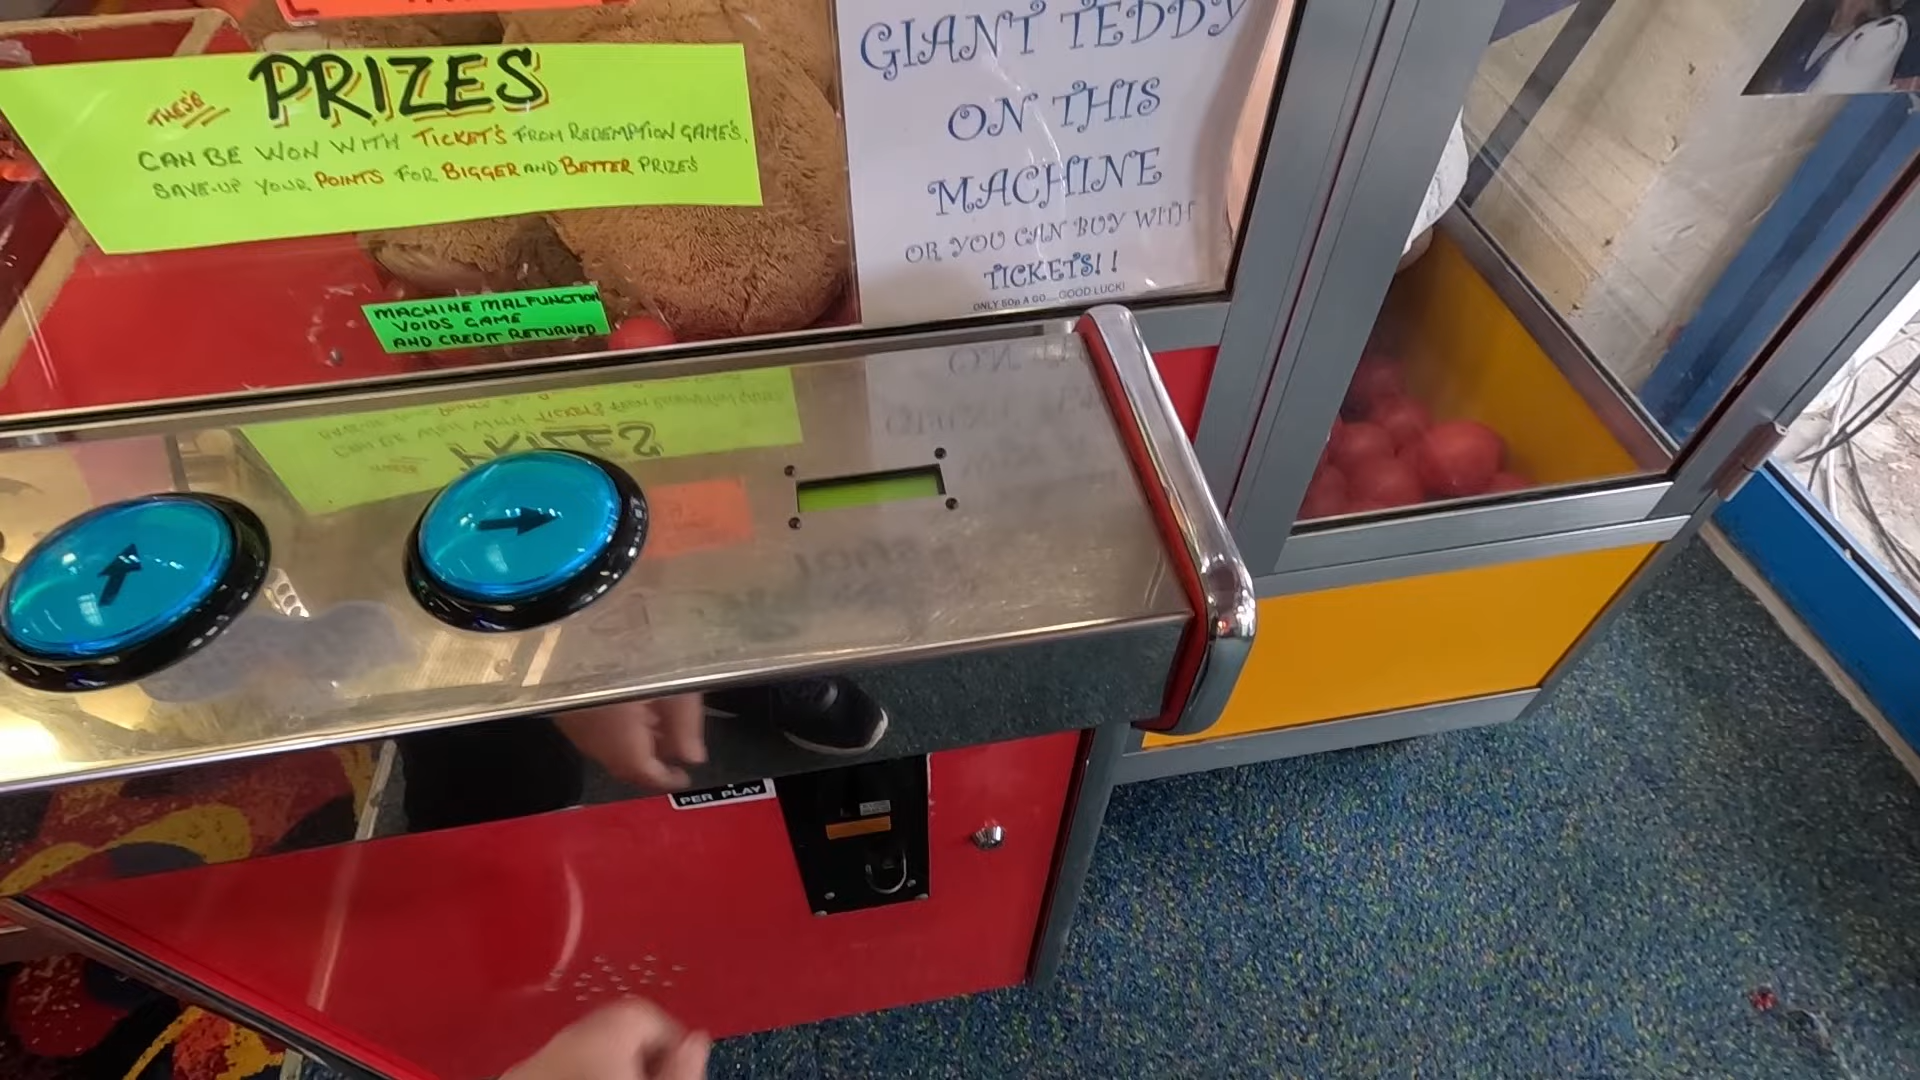 THESE PRIZES
CAN BE WON WITH TICKET'S FROM REDEMPTION GAME'S.
SAVE-UP YOUR POINTS FOR BIGGER AND BETTER PRIZES
MACHINE MALFUNCTION
VOIDS GAME
AND CREDIT RETURNED
GIANT TEDDY
ON THIS
MACHINE
OR YOU CAN BUY WITH
TICKETS! !
ONLY 50p A GO....GOOD LUCK!
PER PLAY